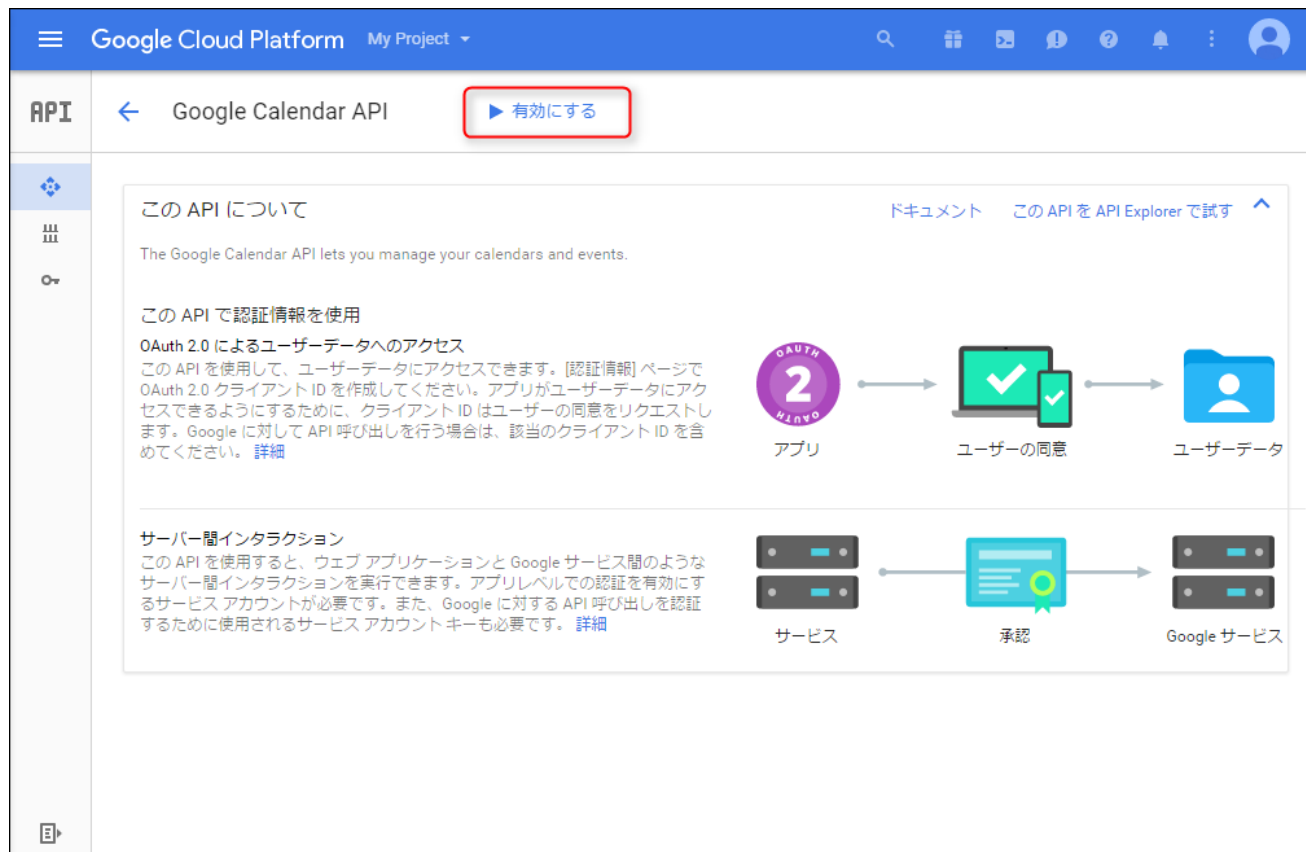 Google Cloud Platform My Project
API Google Calendar API 有効にする
この API について ドキュメント この API を API Explorer で試す
The Google Calendar API lets you manage your calendars and events.
この API で認証情報を使用
OAuth 2.0 によるユーザーデータへのアクセス
この API を使用して、ユーザーデータにアクセスできます。[認証情報] ページで
OAuth 2.0 クライアント ID を作成してください。アプリがユーザーデータにアク
セスできるようにするために、クライアント ID はユーザーの同意をリクエストし
ます。Google に対して API 呼び出しを行う場合は、該当のクライアント ID を含
めてください。 詳細
OAUTH
2
OAUTH
アプリ ユーザーの同意 ユーザーデータ
サーバー間インタラクション
この API を使用すると、ウェブ アプリケーションと Google サービス間のような
サーバー間インタラクションを実行できます。アプリレベルでの認証を有効にす
るサービス アカウントが必要です。また、Google に対する API 呼び出しを認証
するために使用されるサービス アカウント キーも必要です。 詳細
サービス 承認 Google サービス